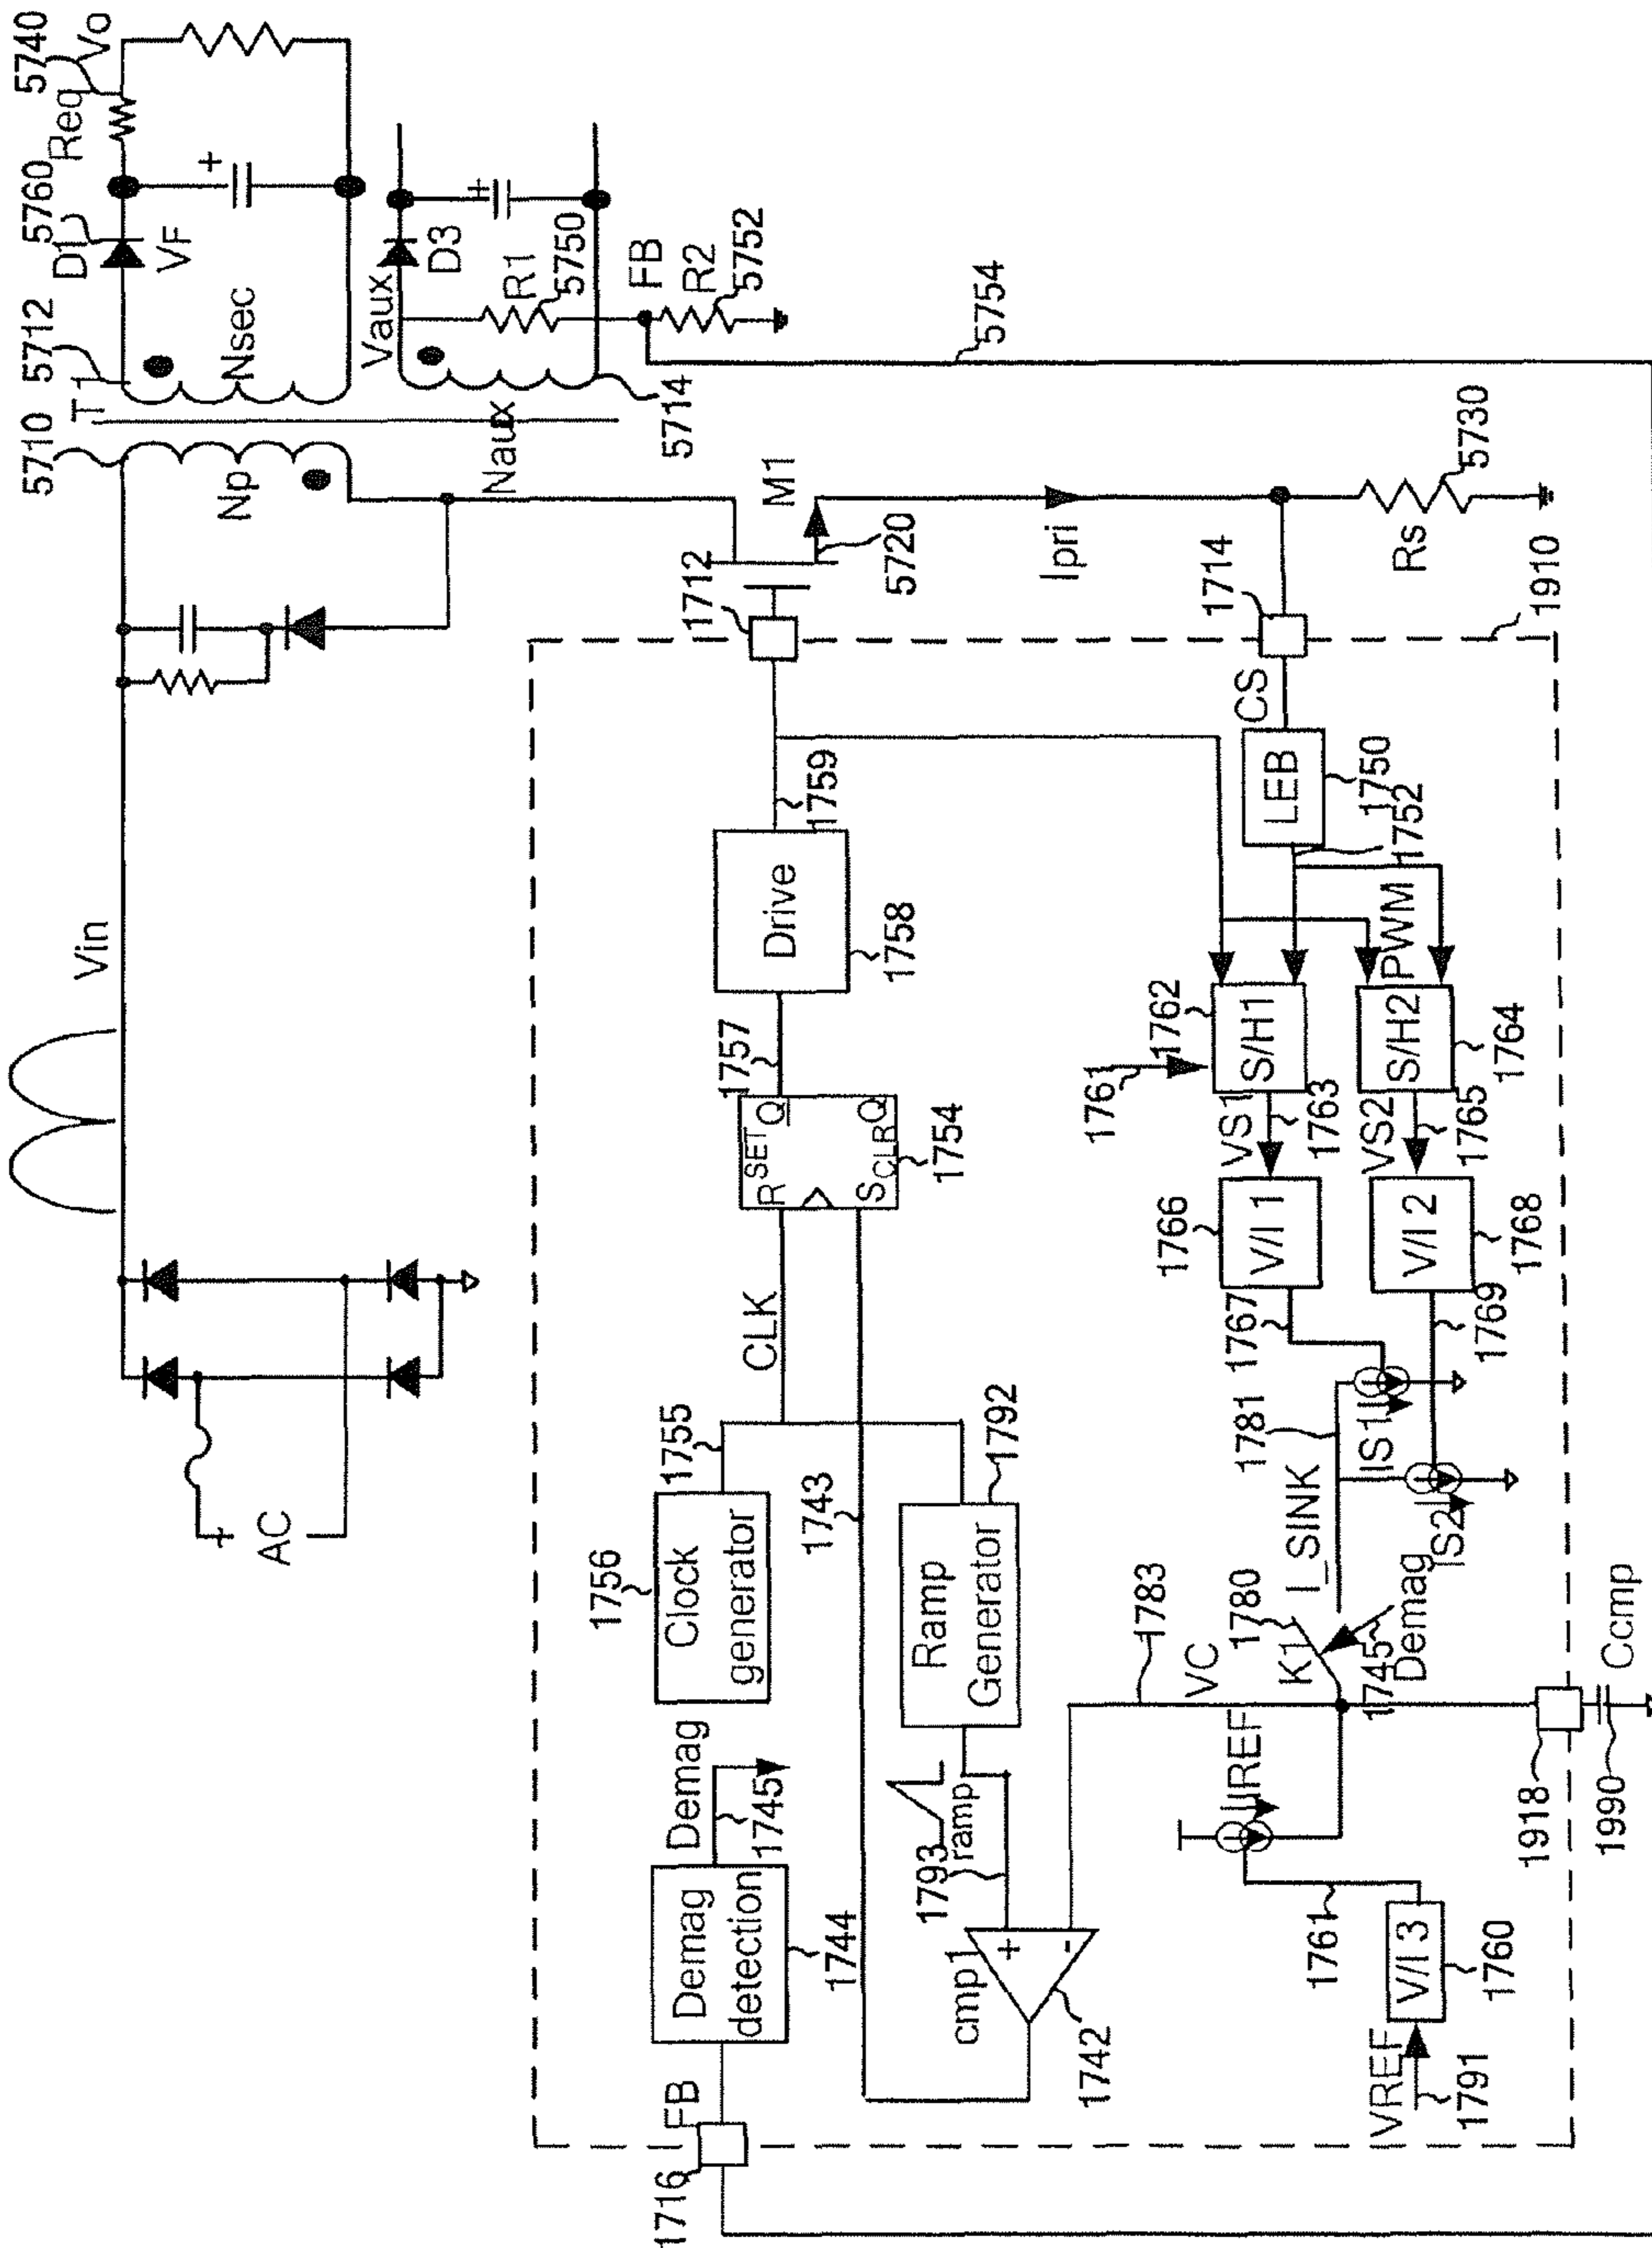 AC
+
Vin
5710
T1
5712
D1
5760
Req
5740
Vo
VF
+
Np
Nsec
Vaux
D3
+
R1
5750
FB
R2
5752
Naux
5714
5754
M1
5720
Ipri
Rs
5730
1910
1712
1714
CS
1716
FB
Demag
detection
1744
Demag
1745
1756
Clock
generator
1755
CLK
1743
R SET Q
S CLR Q
1754
1757
Drive
1758
1759
Ramp
Generator
1792
1793
ramp
cmp1
+
-
1742
LEB
1750
1752
PWM
1761
1762
S/H1
S/H2
1764
VS1
1763
VS2
1765
1766
V/I 1
V/I 2
1768
1767
1769
1781
IS1
I_SINK
IS2
1780
K1
1745
Demag
1783
VC
IREF
1761
V/I 3
1760
VREF
1791
1918
1990
Ccmp